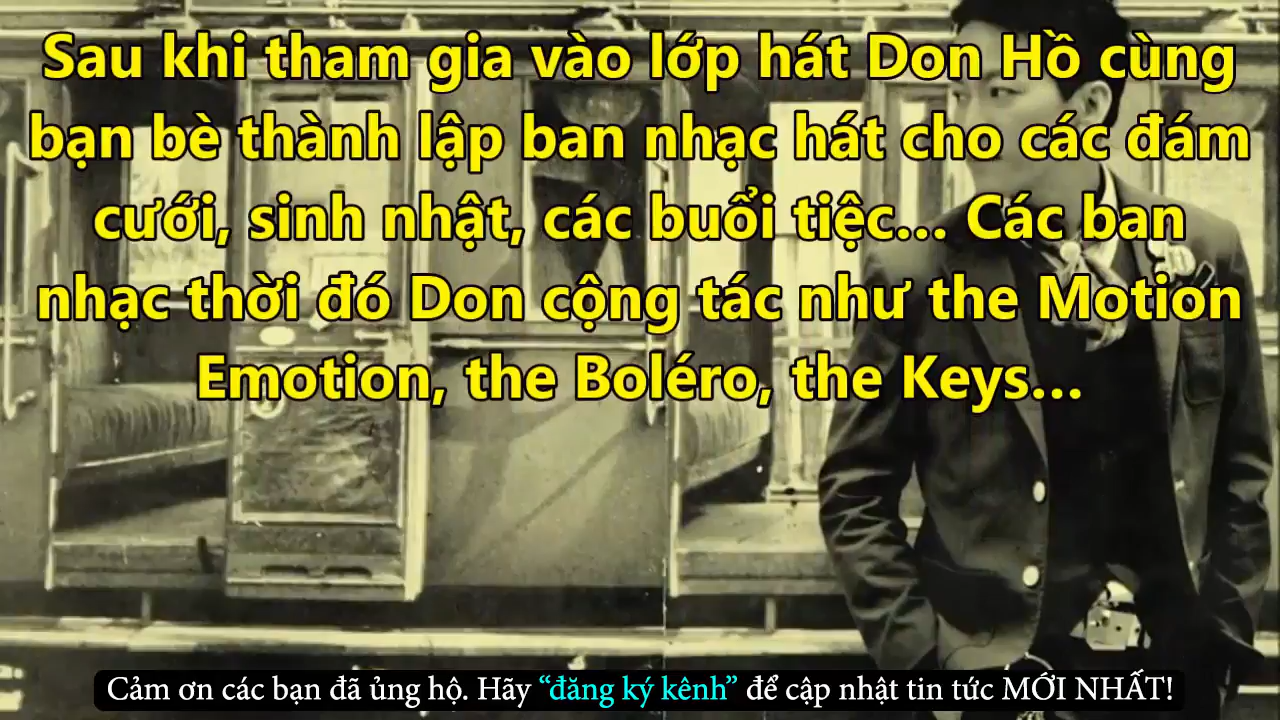 Sau khi tham gia vào lớp hát Don Hồ cùng
bạn bè thành lập ban nhạc hát cho các đám
cưới, sinh nhật, các buổi tiệc... Các ban
nhạc thời đó Don cộng tác như the Motion
Emotion, the Boléro, the Keys...
Cảm ơn các bạn đã ủng hộ. Hãy “đăng ký kênh” để cập nhật tin tức MỚI NHẤT!